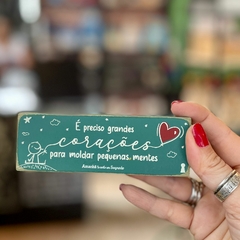 É preciso grandes
corações
para moldar pequenas mentes